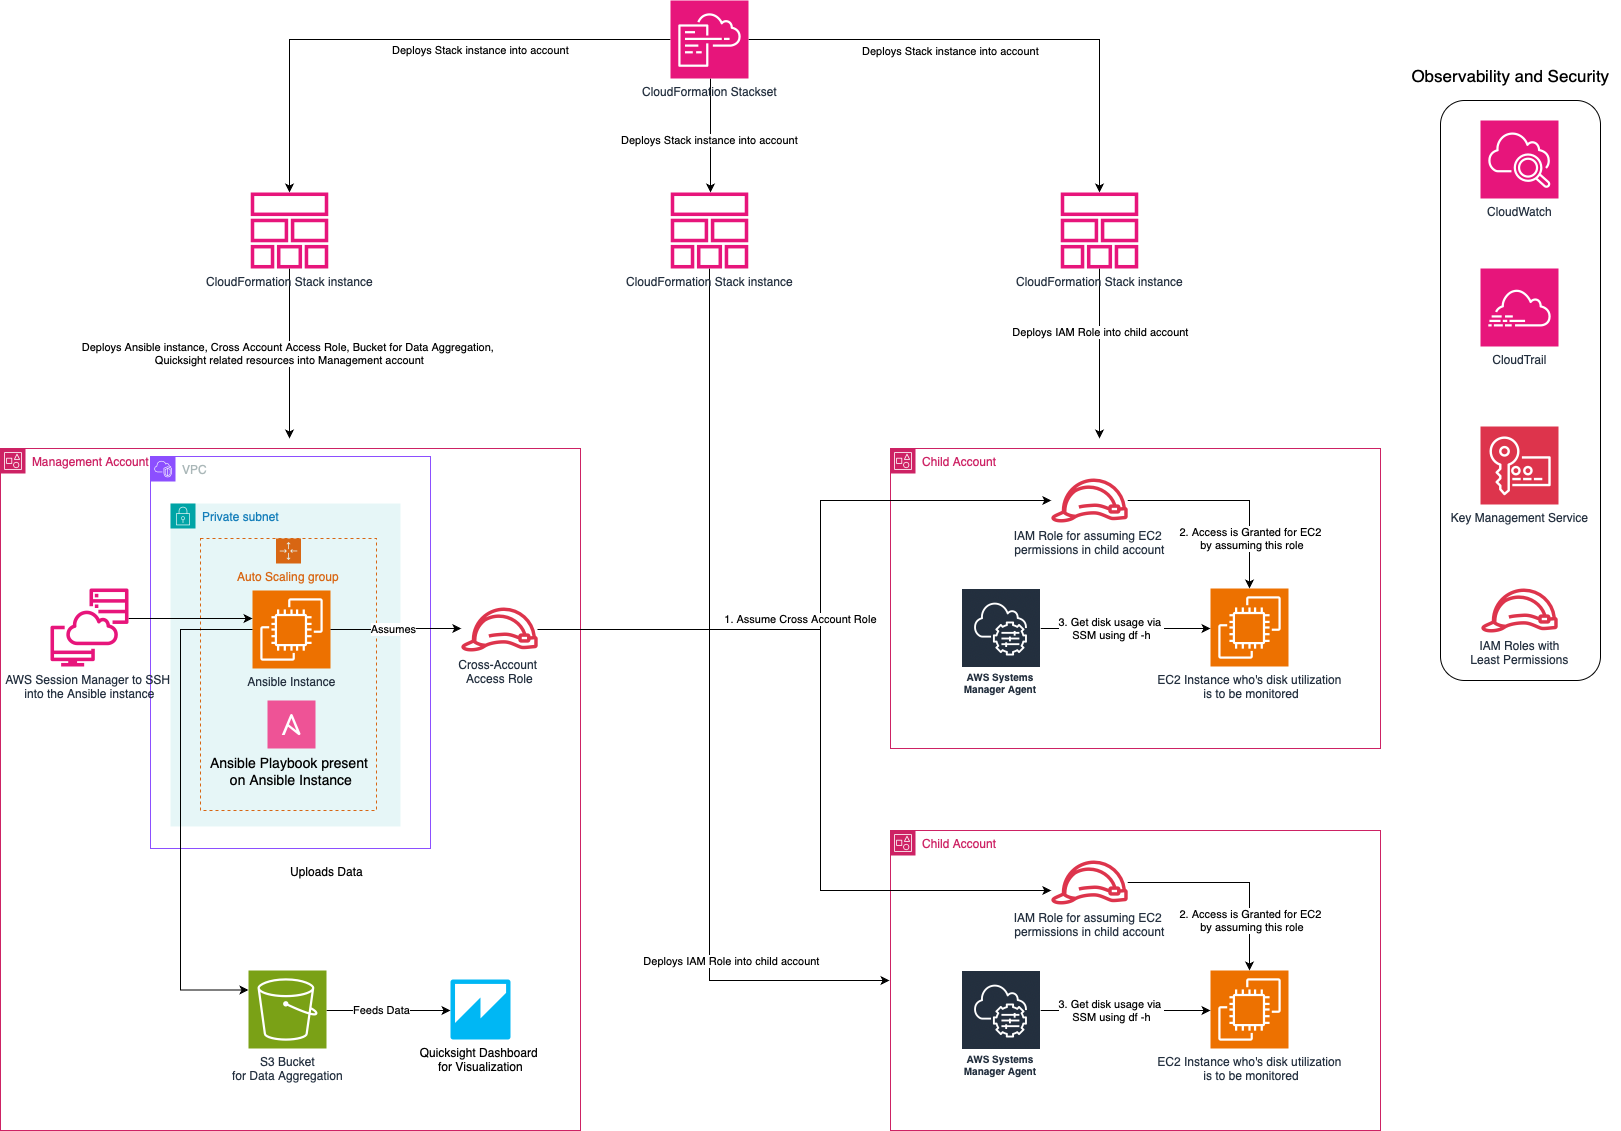 Deploys Stack instance into account
Deploys Stack instance into account
CloudFormation Stackset
Deploys Stack instance into account
CloudFormation Stack instance
CloudFormation Stack instance
CloudFormation Stack instance
Deploys Ansible instance, Cross Account Access Role, Bucket for Data Aggregation,
Quicksight related resources into Management account
Deploys IAM Role into child account
Observability and Security
CloudWatch
CloudTrail
Key Management Service
IAM Roles with
Least Permissions
Management Account
VPC
Private subnet
Auto Scaling group
AWS Session Manager to SSH
into the Ansible instance
Ansible Instance
Ansible Playbook present
on Ansible Instance
Assumes
Cross-Account
Access Role
Uploads Data
S3 Bucket
for Data Aggregation
Feeds Data
Quicksight Dashboard
for Visualization
1. Assume Cross Account Role
Deploys IAM Role into child account
Child Account
IAM Role for assuming EC2
permissions in child account
2. Access is Granted for EC2
by assuming this role
AWS Systems
Manager Agent
3. Get disk usage via
SSM using df -h
EC2 Instance who's disk utilization
is to be monitored
Child Account
IAM Role for assuming EC2
permissions in child account
2. Access is Granted for EC2
by assuming this role
AWS Systems
Manager Agent
3. Get disk usage via
SSM using df -h
EC2 Instance who's disk utilization
is to be monitored